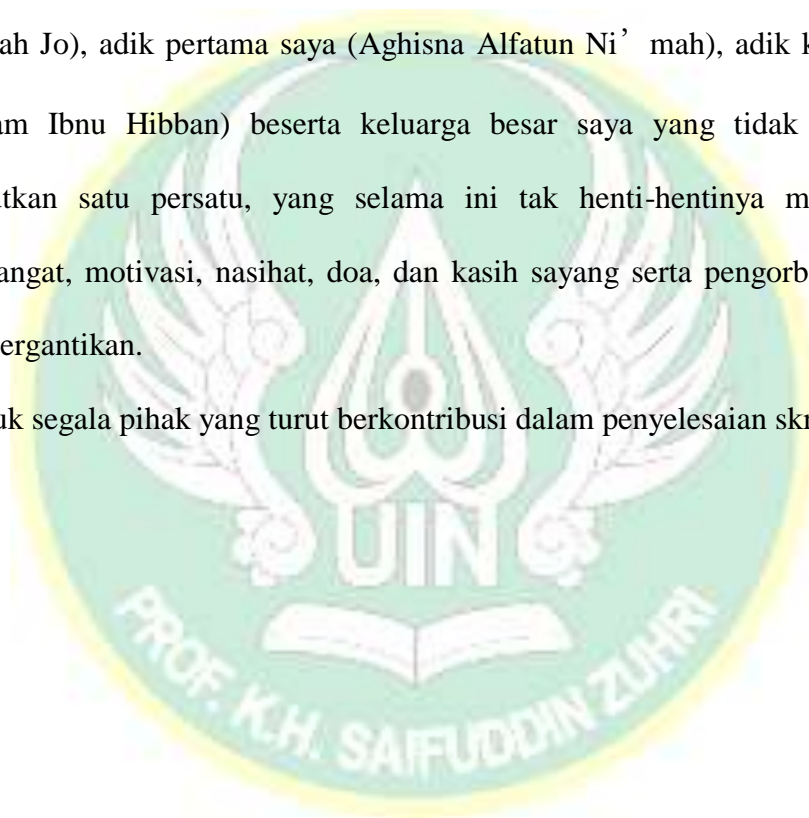 ah Jo), adik pertama saya (Aghisna Alfatun Ni’ mah), adik k
am Ibnu Hibban) beserta keluarga besar saya yang tidak
utkan satu persatu, yang selama ini tak henti-hentinya m
angat, motivasi, nasihat, doa, dan kasih sayang serta pengorb
ergantikan.
uk segala pihak yang turut berkontribusi dalam penyelesaian skr
UIN
PROF. K.H. SAIFUDDIN ZUHRI